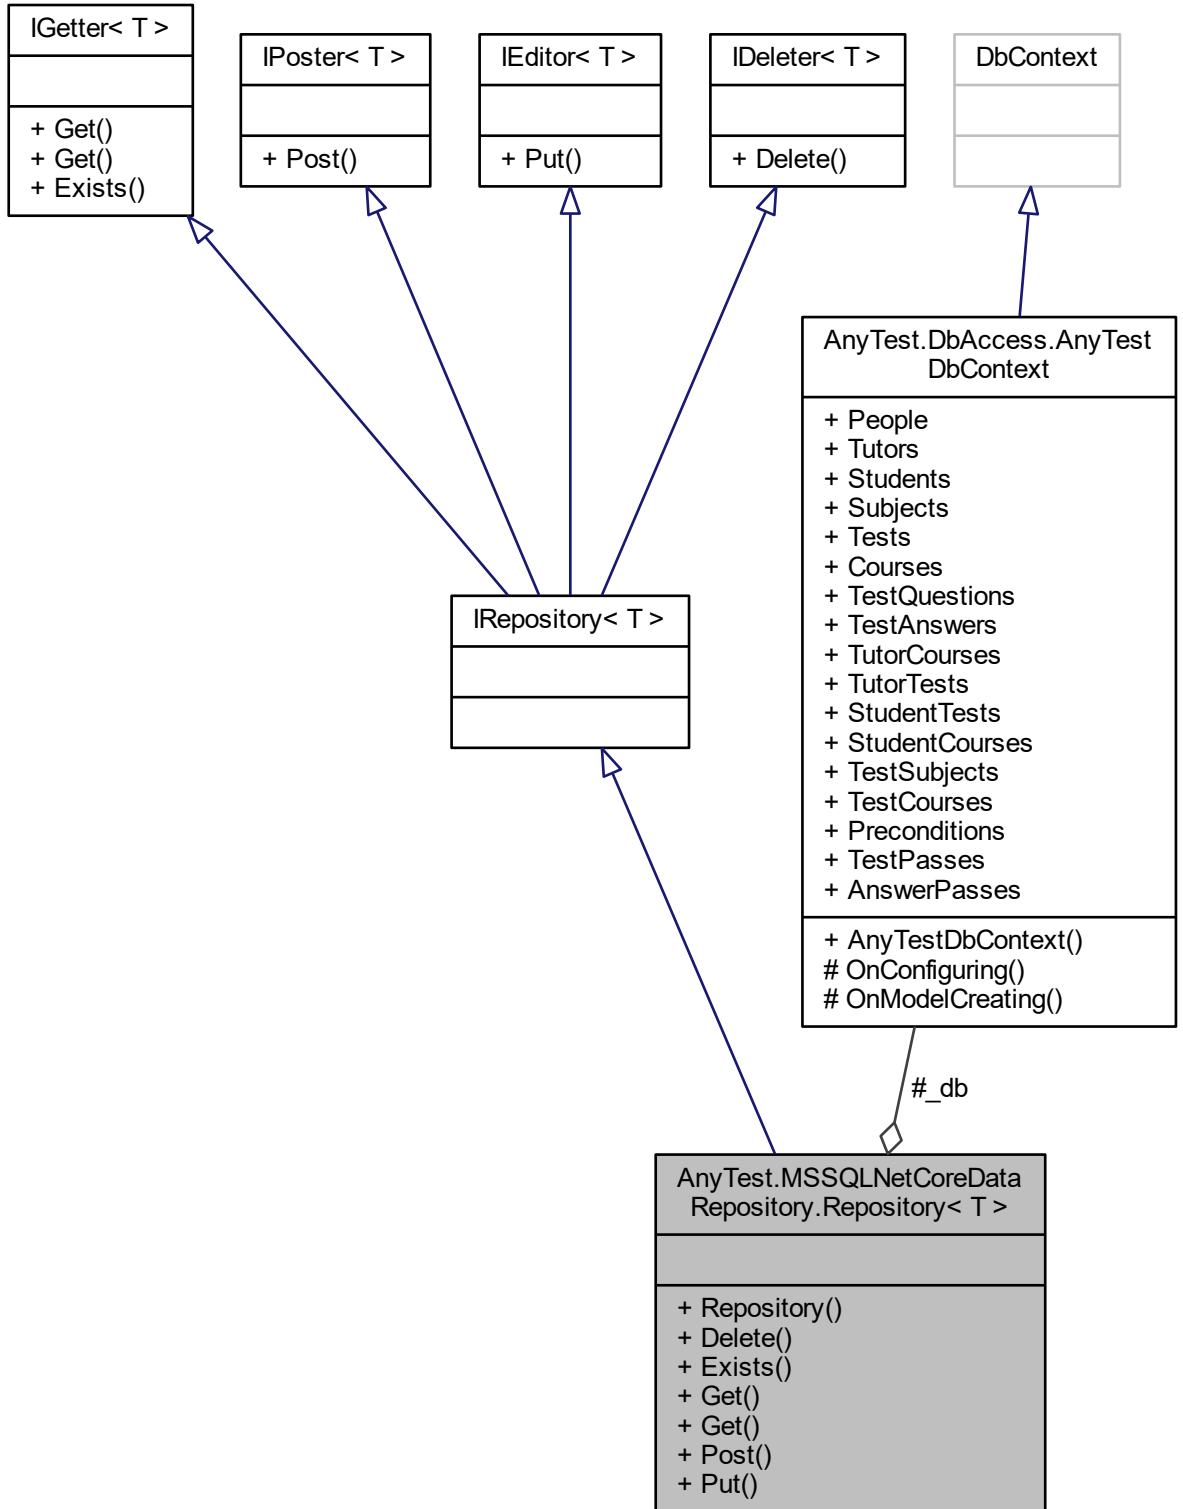 IGetter< T >
+ Get()
+ Get()
+ Exists()
IPoster< T >
+ Post()
IEditor< T >
+ Put()
IDeleter< T >
+ Delete()
DbContext
AnyTest.DbAccess.AnyTest
DbContext
+ People
+ Tutors
+ Students
+ Subjects
+ Tests
+ Courses
+ TestQuestions
+ TestAnswers
+ TutorCourses
+ TutorTests
+ StudentTests
+ StudentCourses
+ TestSubjects
+ TestCourses
+ Preconditions
+ TestPasses
+ AnswerPasses
+ AnyTestDbContext()
# OnConfiguring()
# OnModelCreating()
IRepository< T >
#_db
AnyTest.MSSQLNetCoreData
Repository.Repository< T >
+ Repository()
+ Delete()
+ Exists()
+ Get()
+ Get()
+ Post()
+ Put()